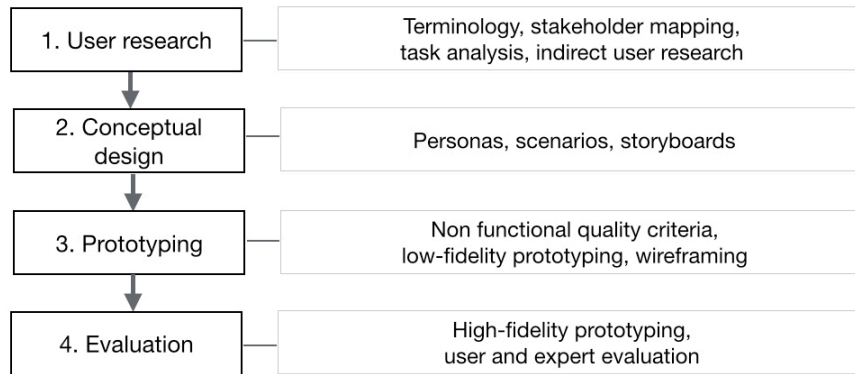 1. User research
Terminology, stakeholder mapping,
task analysis, indirect user research
2. Conceptual
design
Personas, scenarios, storyboards
3. Prototyping
Non functional quality criteria,
low-fidelity prototyping, wireframing
4. Evaluation
High-fidelity prototyping,
user and expert evaluation